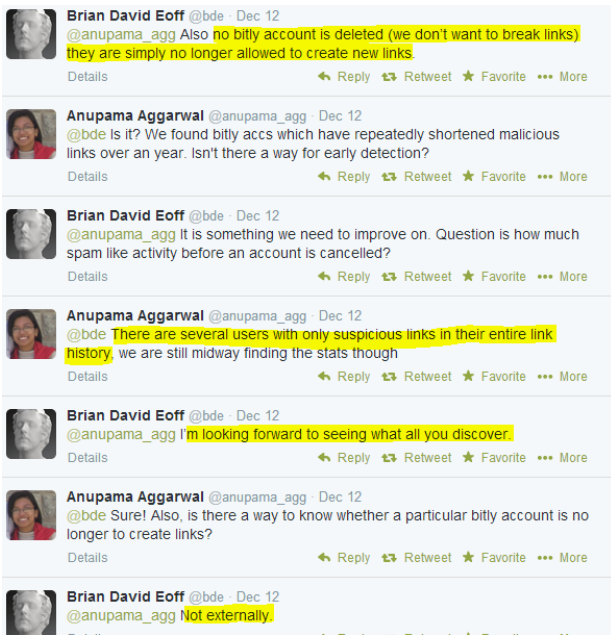 Brian David Eoff @bde · Dec 12
@anupama_agg Also no bitly account is deleted (we don't want to break links)
they are simply no longer allowed to create new links.
Details Reply Retweet Favorite More
Anupama Aggarwal @anupama_agg · Dec 12
@bde Is it? We found bitly accs which have repeatedly shortened malicious
links over an year. Isn't there a way for early detection?
Details Reply Retweet Favorite More
Brian David Eoff @bde · Dec 12
@anupama_agg It is something we need to improve on. Question is how much
spam like activity before an account is cancelled?
Details Reply Retweet Favorite More
Anupama Aggarwal @anupama_agg · Dec 12
@bde There are several users with only suspicious links in their entire link
history, we are still midway finding the stats though
Details Reply Retweet Favorite More
Brian David Eoff @bde · Dec 12
@anupama_agg I'm looking forward to seeing what all you discover.
Details Reply Retweet Favorite More
Anupama Aggarwal @anupama_agg · Dec 12
@bde Sure! Also, is there a way to know whether a particular bitly account is no
longer to create links?
Details Reply Retweet Favorite More
Brian David Eoff @bde · Dec 12
@anupama_agg Not externally.